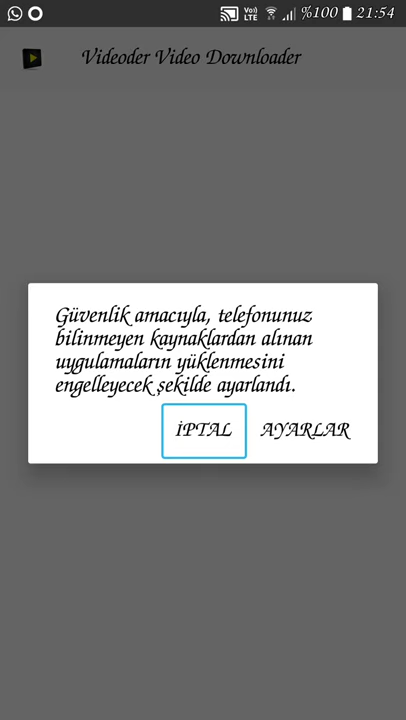 %100 21:54
Videoder Video Downloader
Güvenlik amacıyla, telefonunuz
bilinmeyen kaynaklardan alınan
uygulamaların yüklenmesini
engelleyecek şekilde ayarlandı.
İPTAL AYARLAR